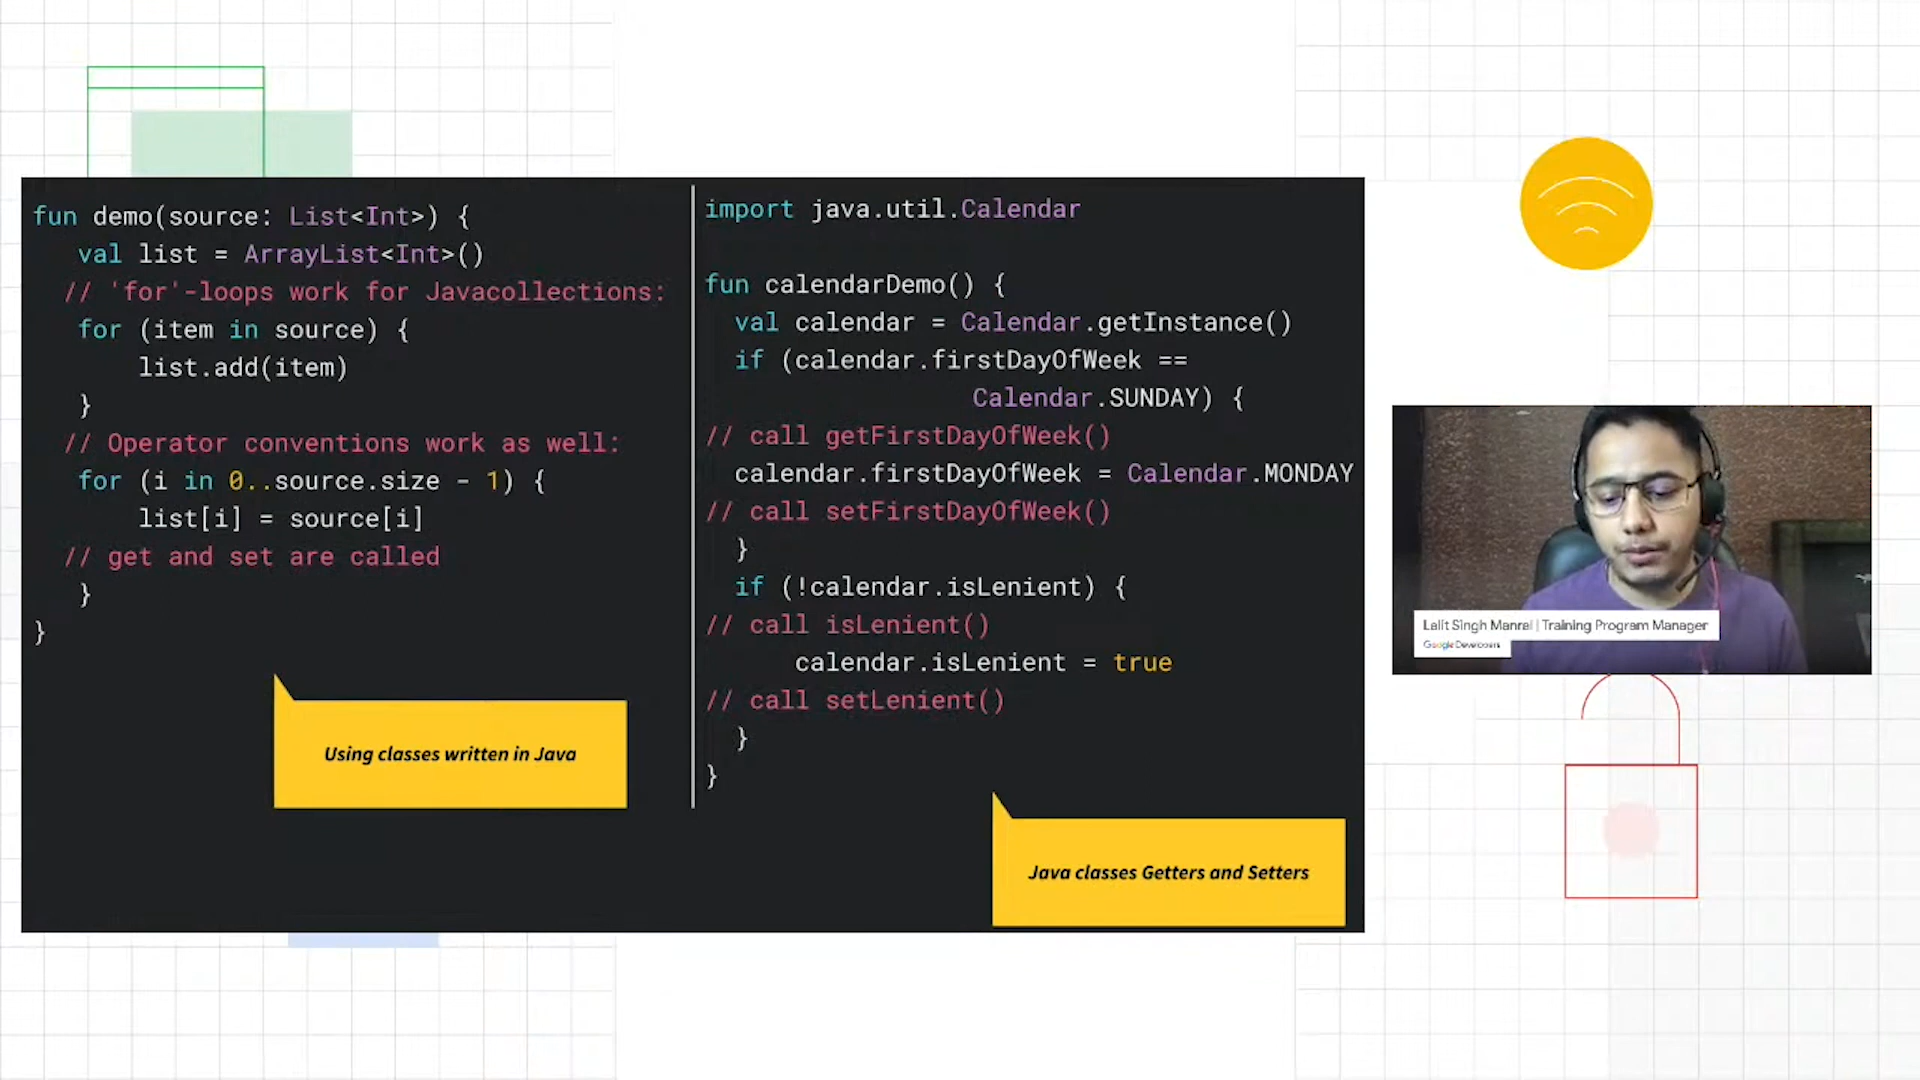 fun demo(source: List<Int>) {
val list = ArrayList<Int>()
// 'for'-loops work for Javacollections:
for (item in source) {
list.add(item)
}
// Operator conventions work as well:
for (i in 0..source.size - 1) {
list[i] = source[i]
// get and set are called
}
}
Using classes written in Java
import java.util.Calendar
fun calendarDemo() {
val calendar = Calendar.getInstance()
if (calendar.firstDayOfWeek ==
Calendar.SUNDAY) {
// call getFirstDayOfWeek()
calendar.firstDayOfWeek = Calendar.MONDAY
// call setFirstDayOfWeek()
}
if (!calendar.isLenient) {
// call isLenient()
calendar.isLenient = true
// call setLenient()
}
}
Java classes Getters and Setters
Lalit Singh Manral | Training Program Manager
Google Developers